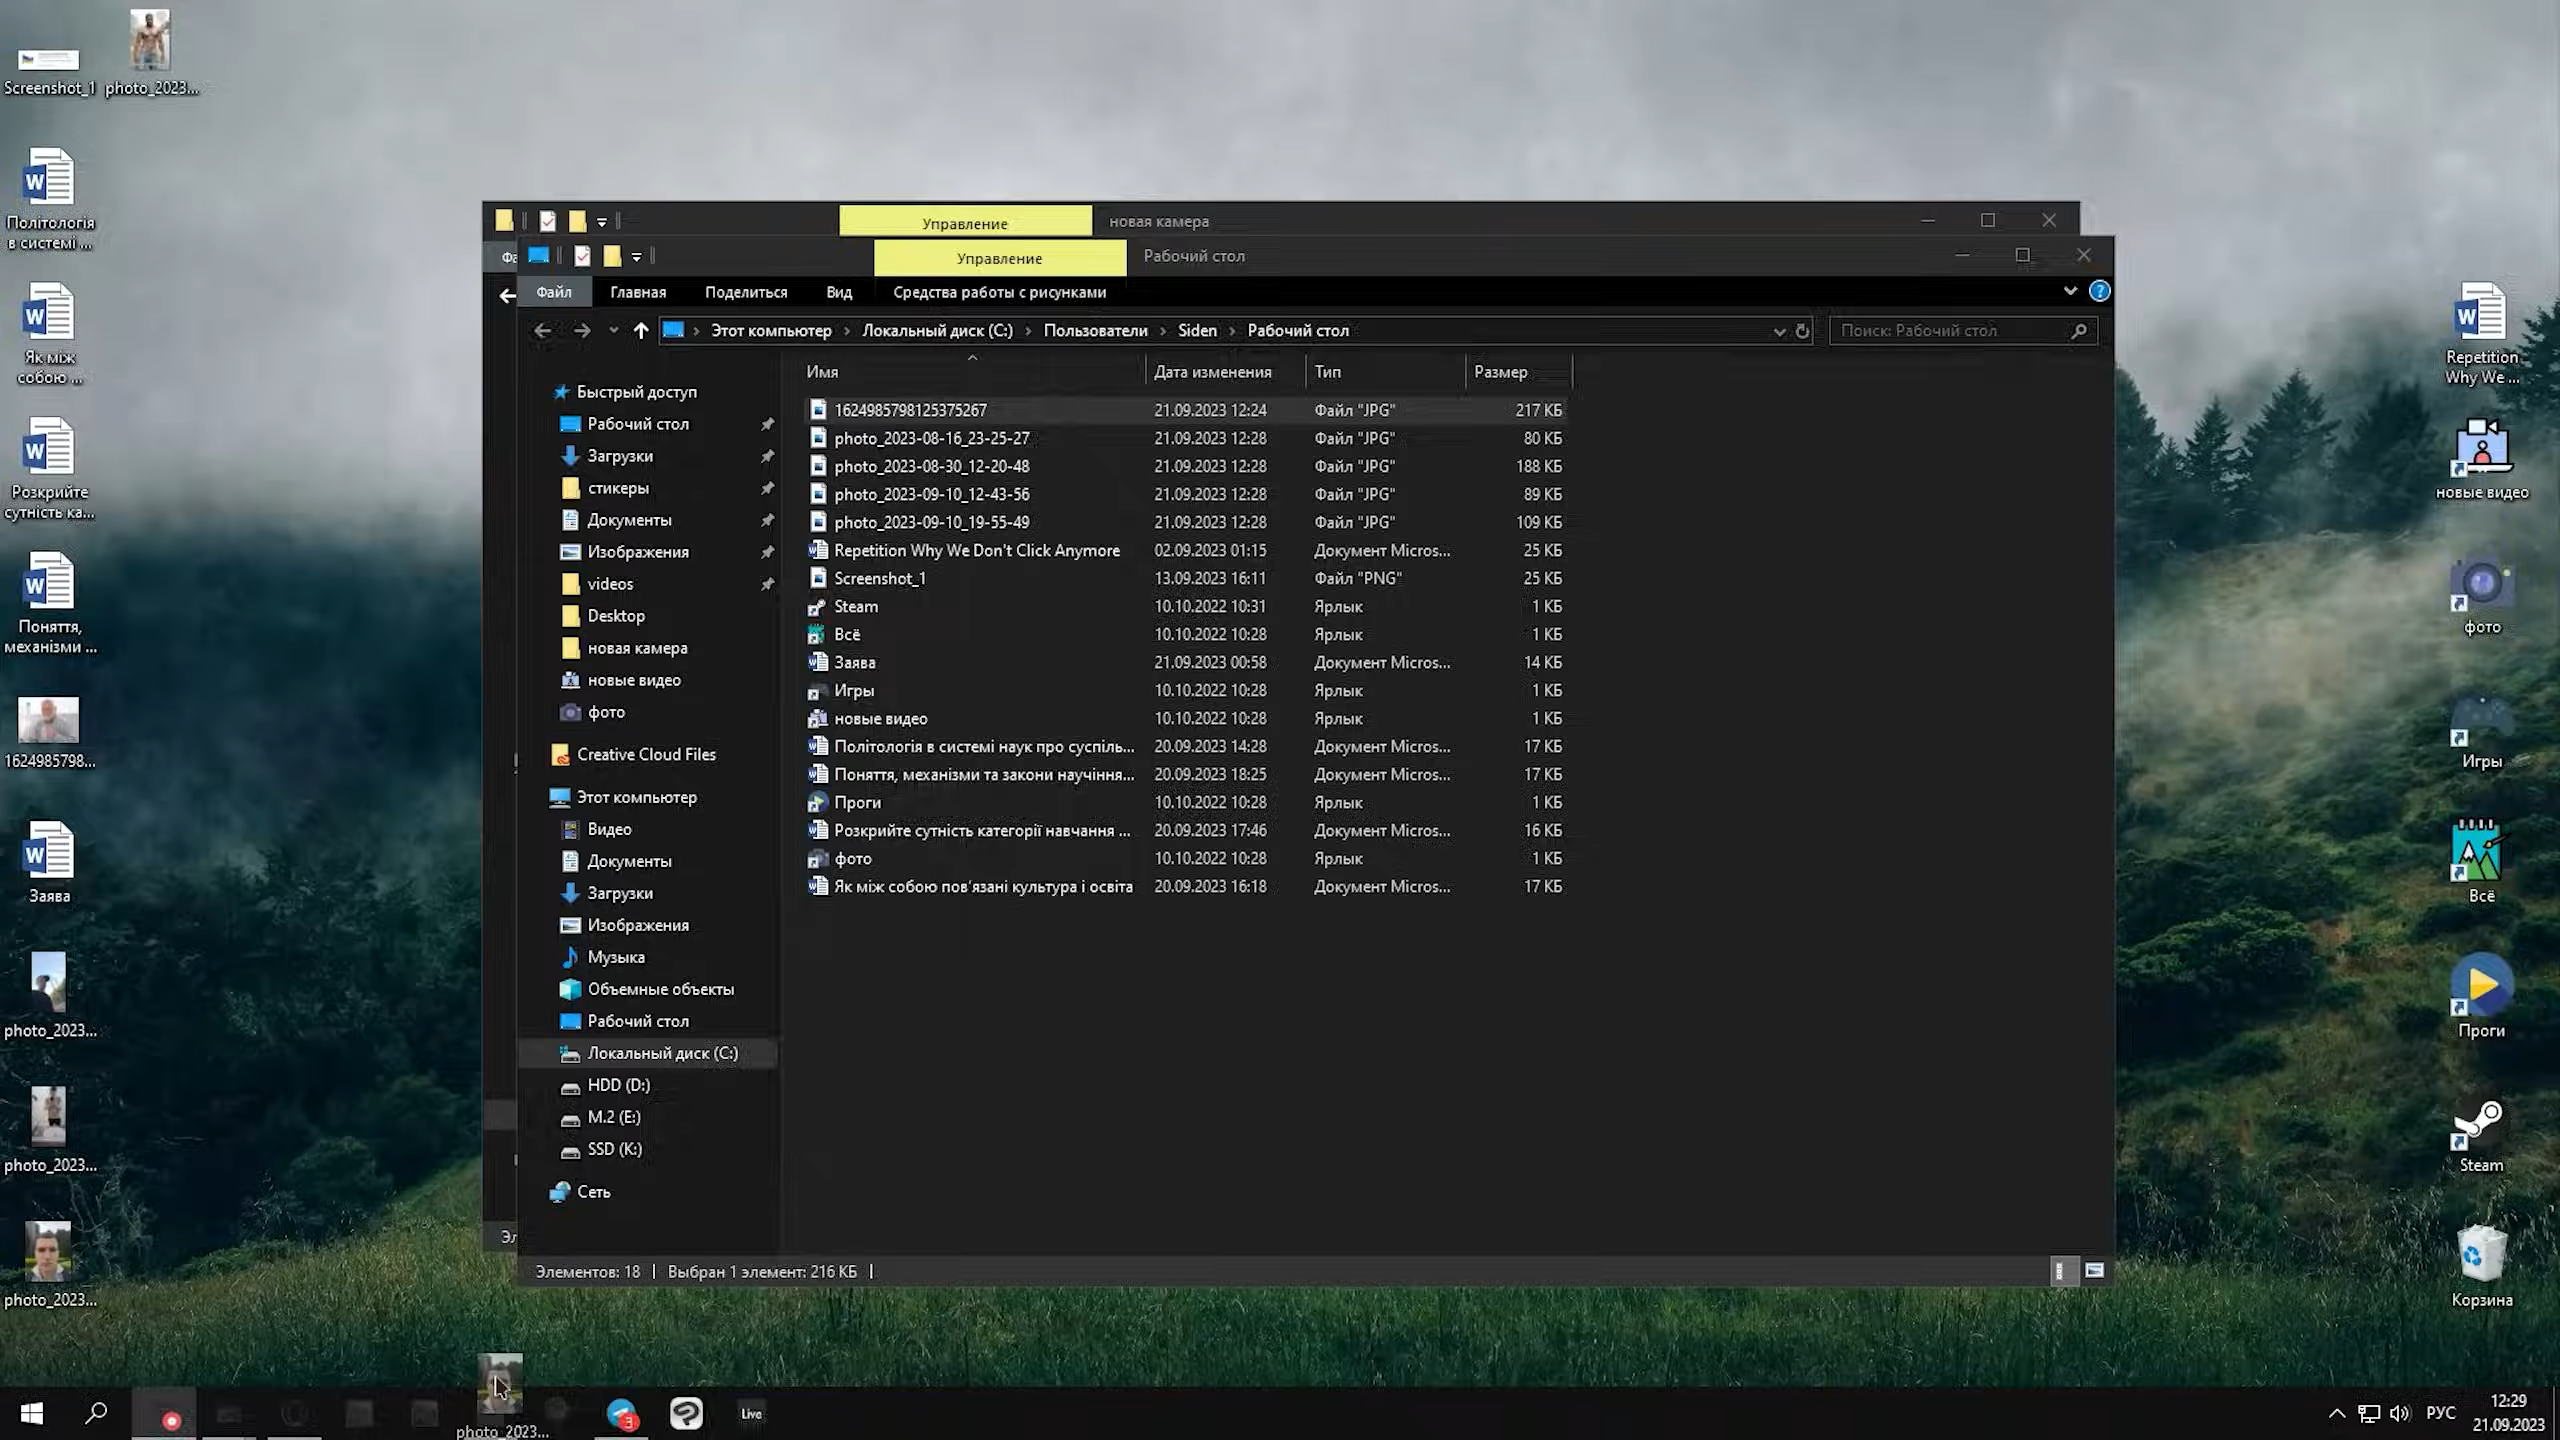 Screenshot_1
photo_2023...
Політологія
в системі ...
Як між
собою ...
Розкрийте
сутність ка...
Поняття,
механізми ...
1624985798...
Заява
photo_2023...
photo_2023...
photo_2023...
Управление
новая камера
Управление
Рабочий стол
Файл
Главная
Поделиться
Вид
Средства работы с рисунками
Этот компьютер
Локальный диск (C:)
Пользователи
Siden
Рабочий стол
Поиск: Рабочий стол
Быстрый доступ
Рабочий стол
Загрузки
стикеры
Документы
Изображения
videos
Desktop
новая камера
новые видео
фото
Creative Cloud Files
Этот компьютер
Видео
Документы
Загрузки
Изображения
Музыка
Объемные объекты
Рабочий стол
Локальный диск (C:)
HDD (D:)
M.2 (E:)
SSD (K:)
Сеть
Имя Дата изменения Тип Размер
1624985798125375267 21.09.2023 12:24 Файл "JPG" 217 КБ
photo_2023-08-16_23-25-27 21.09.2023 12:28 Файл "JPG" 80 КБ
photo_2023-08-30_12-20-48 21.09.2023 12:28 Файл "JPG" 188 КБ
photo_2023-09-10_12-43-56 21.09.2023 12:28 Файл "JPG" 89 КБ
photo_2023-09-10_19-55-49 21.09.2023 12:28 Файл "JPG" 109 КБ
Repetition Why We Don't Click Anymore 02.09.2023 01:15 Документ Micros... 25 КБ
Screenshot_1 13.09.2023 16:11 Файл "PNG" 25 КБ
Steam 10.10.2022 10:31 Ярлык 1 КБ
Всё 10.10.2022 10:28 Ярлык 1 КБ
Заява 21.09.2023 00:58 Документ Micros... 14 КБ
Игры 10.10.2022 10:28 Ярлык 1 КБ
новые видео 10.10.2022 10:28 Ярлык 1 КБ
Політологія в системі наук про суспіль... 20.09.2023 14:28 Документ Micros... 17 КБ
Поняття, механізми та закони научіння... 20.09.2023 18:25 Документ Micros... 17 КБ
Проги 10.10.2022 10:28 Ярлык 1 КБ
Розкрийте сутність категорії навчання ... 20.09.2023 17:46 Документ Micros... 16 КБ
фото 10.10.2022 10:28 Ярлык 1 КБ
Як між собою пов’язані культура і освіта 20.09.2023 16:18 Документ Micros... 17 КБ
Элементов: 18
Выбран 1 элемент: 216 КБ
Repetition
Why We ...
новые видео
фото
Игры
Всё
Проги
Steam
Корзина
photo_2023...
3
Live
РУС
12:29
21.09.2023